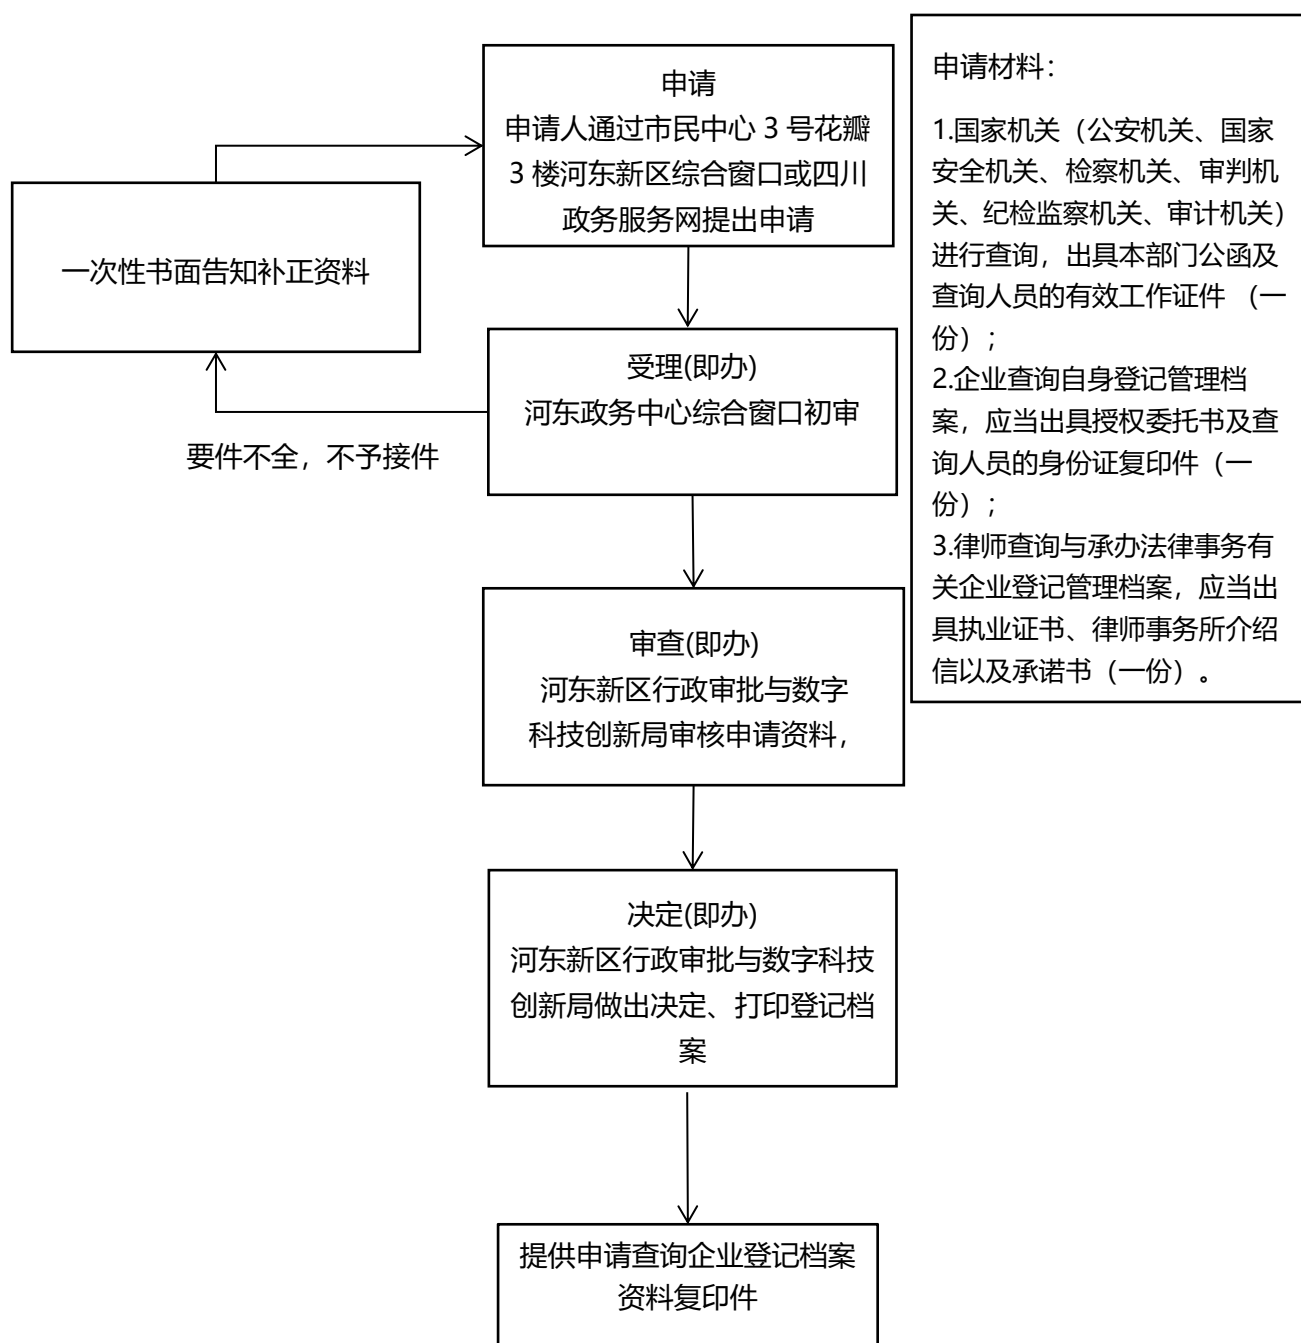 申请
申请人通过市民中心 3 号花瓣
3 楼河东新区综合窗口或四川
政务服务网提出申请
一次性书面告知补正资料
受理(即办)
河东政务中心综合窗口初审
要件不全，不予接件
审查(即办)
河东新区行政审批与数字
科技创新局审核申请资料，
决定(即办)
河东新区行政审批与数字科技
创新局做出决定、打印登记档
案
提供申请查询企业登记档案
资料复印件
申请材料：
1.国家机关（公安机关、国家
安全机关、检察机关、审判机
关、纪检监察机关、审计机关）
进行查询，出具本部门公函及
查询人员的有效工作证件 （一
份）；
2.企业查询自身登记管理档
案，应当出具授权委托书及查
询人员的身份证复印件（一
份）；
3.律师查询与承办法律事务有
关企业登记管理档案，应当出
具执业证书、律师事务所介绍
信以及承诺书（一份）。